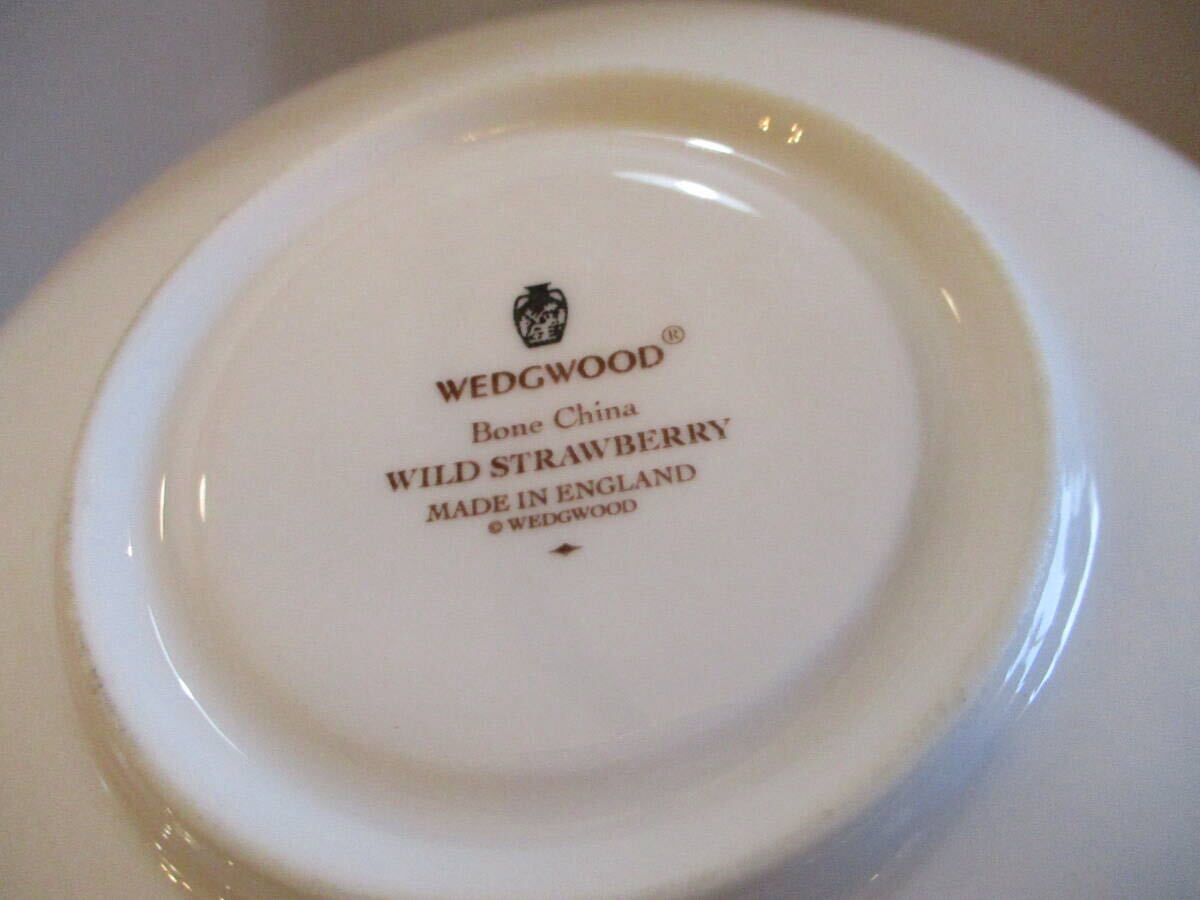 WEDGWOOD®
Bone China
WILD STRAWBERRY
MADE IN ENGLAND
© WEDGWOOD